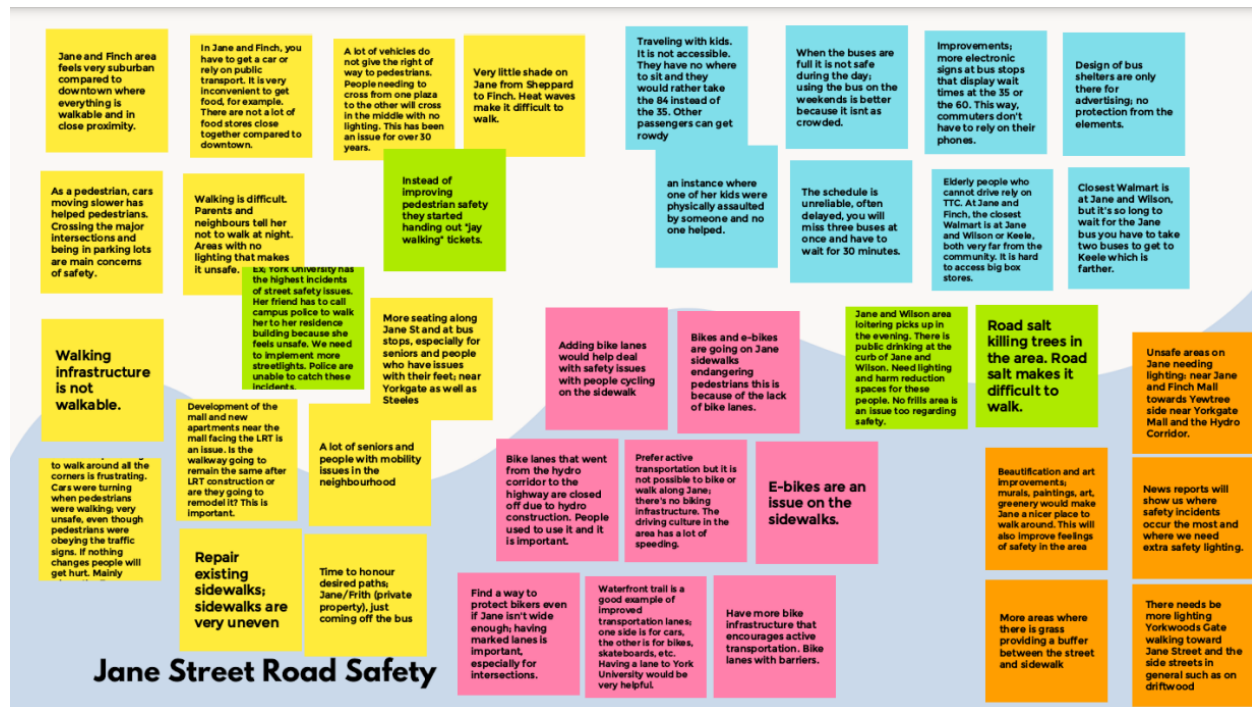 Jane and Finch area
feels very suburban
compared to
downtown where
everything is
walkable and in
close proximity.
In Jane and Finch, you
have to get a car or
rely on public
transport. It is very
inconvenient to get
food, for example.
There are not a lot of
food stores close
together compared to
downtown.
A lot of vehicles do
not give the right of
way to pedestrians.
People needing to
cross from one plaza
to the other will cross
in the middle with no
lighting. This has been
an issue for over 30
years.
Very little shade on
Jane from Sheppard
to Finch. Heat waves
make it difficult to
walk.
Traveling with kids.
It is not accessible.
They have no where
to sit and they
would rather take
the 84 instead of
the 35. Other
passengers can get
rowdy
When the buses are
full it is not safe
during the day;
using the bus on the
weekends is better
because it isnt as
crowded.
Improvements;
more electronic
signs at bus stops
that display wait
times at the 35 or
the 60. This way,
commuters don't
have to rely on their
phones.
Design of bus
shelters are only
there for
advertising; no
protection from the
elements.
As a pedestrian, cars
moving slower has
helped pedestrians.
Crossing the major
intersections and
being in parking lots
are main concerns
of safety.
Walking is difficult.
Parents and
neighbours tell her
not to walk at night.
Areas with no
lighting that makes
it unsafe.
Instead of
improving
pedestrian safety
they started
handing out "jay
walking" tickets.
an instance where
one of her kids were
physically assaulted
by someone and no
one helped.
The schedule is
unreliable, often
delayed, you will
miss three buses at
once and have to
wait for 30 minutes.
Elderly people who
cannot drive rely on
TTC. At Jane and
Finch, the closest
Walmart is at Jane
and Wilson or Keele,
both very far from the
community. It is hard
to access big box
stores.
Closest Walmart is
at Jane and Wilson,
but it's so long to
wait for the Jane
bus you have to take
two buses to get to
Keele which is
farther.
Ex; York University has
the highest incidents
of street safety issues.
Her friend has to call
campus police to walk
her to her residence
building because she
feels unsafe. We need
to implement more
streetlights. Police are
unable to catch these
incidents.
More seating along
Jane St and at bus
stops, especially for
seniors and people
who have issues
with their feet; near
Yorkgate as well as
Steeles
Walking
infrastructure
is not
walkable.
Adding bike lanes
would help deal
with safety issues
with people cycling
on the sidewalk
Bikes and e-bikes
are going on Jane
sidewalks
endangering
pedestrians this is
because of the lack
of bike lanes.
Jane and Wilson area
loitering picks up in
the evening. There is
public drinking at the
curb of Jane and
Wilson. Need lighting
and harm reduction
spaces for these
people. No frills area is
an issue too regarding
safety.
Road salt
killing trees in
the area. Road
salt makes it
difficult to
walk.
Unsafe areas on
Jane needing
lighting: near Jane
and Finch Mall
towards Yewtree
side near Yorkgate
Mall and the Hydro
Corridor.
to walk around all the
corners is frustrating.
Cars were turning
when pedestrians
were walking; very
unsafe, even though
pedestrians were
obeying the traffic
signs. If nothing
changes people will
get hurt. Mainly
Development of the
mall and new
apartments near the
mall facing the LRT is
an issue. Is the
walkway going to
remain the same after
LRT construction or
are they going to
remodel it? This is
important.
A lot of seniors and
people with mobility
issues in the
neighbourhood
Bike lanes that went
from the hydro
corridor to the
highway are closed
off due to hydro
construction. People
used to use it and it
is important.
Prefer active
transportation but it is
not possible to bike or
walk along Jane;
there's no biking
infrastructure. The
driving culture in the
area has a lot of
speeding.
E-bikes are an
issue on the
sidewalks.
Beautification and art
improvements;
murals, paintings, art,
greenery would make
Jane a nicer place to
walk around. This will
also improve feelings
of safety in the area
News reports will
show us where
safety incidents
occur the most and
where we need
extra safety lighting.
Repair
existing
sidewalks;
sidewalks are
very uneven
Time to honour
desired paths;
Jane/Frith (private
property), just
coming off the bus
Find a way to
protect bikers even
if Jane isn't wide
enough; having
marked lanes is
important,
especially for
intersections.
Waterfront trail is a
good example of
improved
transportation lanes;
one side is for cars,
the other is for bikes,
skateboards, etc.
Having a lane to York
University would be
very helpful.
Have more bike
infrastructure that
encourages active
transportation. Bike
lanes with barriers.
More areas where
there is grass
providing a buffer
between the street
and sidewalk
There needs be
more lighting
Yorkwoods Gate
walking toward
Jane Street and the
side streets in
general such as on
driftwood
Jane Street Road Safety